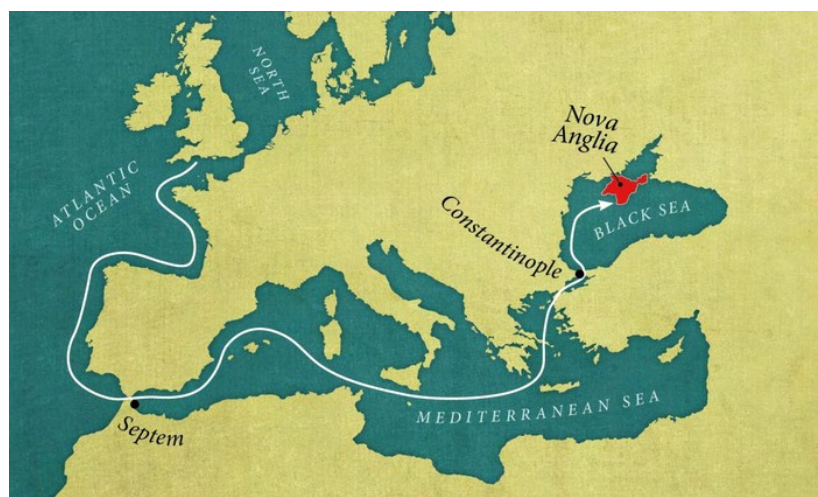 NORTH
SEA
ATLANTIC
OCEAN
Nova
Anglia
BLACK SEA
Constantinople
Septem
MEDITERRANEAN SEA